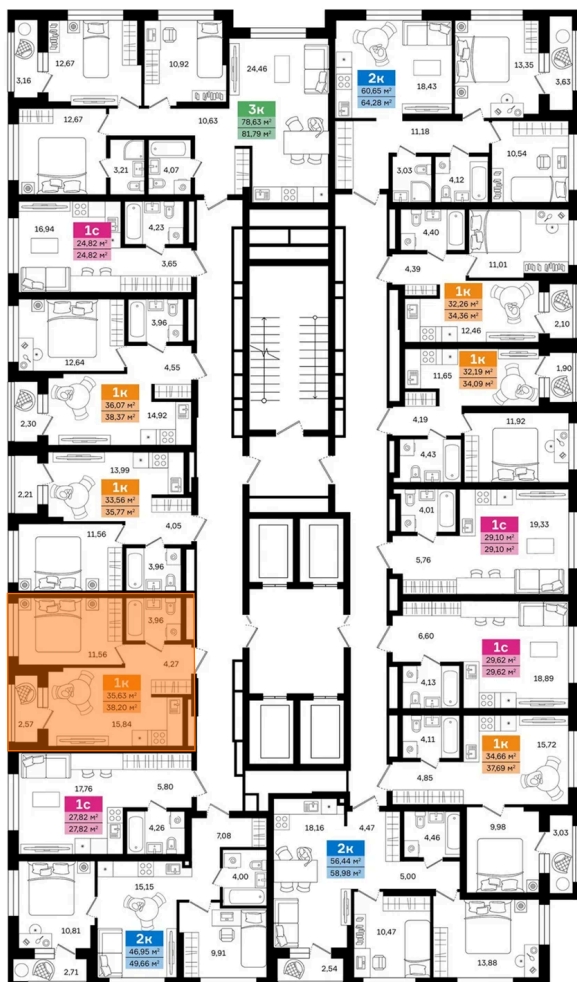 3,16
12,67
10,92
24,46
3к
78,63 м²
81,79 м²
12,67
10,63
3,21
4,07
2к
60,65 м²
64,28 м²
18,43
13,35
3,63
11,18
3,03
4,12
10,54
16,94
1с
24,82 м²
24,82 м²
4,23
3,65
4,40
11,01
4,39
1к
32,26 м²
34,36 м²
12,46
2,10
3,96
12,64
4,55
1к
36,07 м²
38,37 м²
14,92
2,30
11,65
1к
32,19 м²
34,09 м²
1,90
4,19
11,92
4,43
13,99
2,21
1к
33,56 м²
35,77 м²
4,05
11,56
3,96
4,01
1с
29,10 м²
29,10 м²
19,33
5,76
3,96
11,56
4,27
1к
35,63 м²
38,20 м²
2,57
15,84
6,60
1с
29,62 м²
29,62 м²
4,13
18,89
4,11
1к
34,66 м²
37,69 м²
15,72
4,85
17,76
5,80
1с
27,82 м²
27,82 м²
4,26
7,08
18,16
4,47
2к
56,44 м²
58,98 м²
4,46
9,98
3,03
5,00
15,15
4,00
10,81
2к
46,95 м²
49,66 м²
2,71
9,91
2,54
10,47
13,88